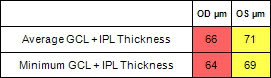 OD µm OS µm
Average GCL + IPL Thickness 66 71
Minimum GCL + IPL Thickness 64 69